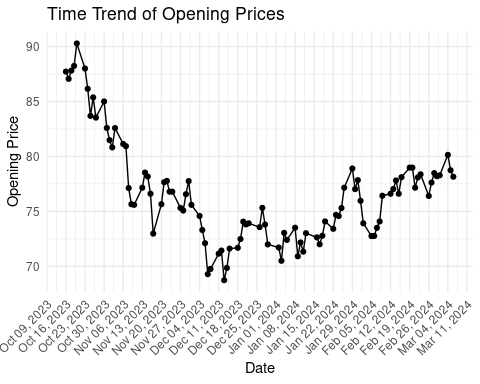 Time Trend of Opening Prices
Opening Price
90
85
80
75
70
Oct 09, 2023
Oct 16, 2023
Oct 23, 2023
Oct 30, 2023
Nov 06, 2023
Nov 13, 2023
Nov 20, 2023
Nov 27, 2023
Dec 04, 2023
Dec 11, 2023
Dec 18, 2023
Dec 25, 2023
Jan 01, 2024
Jan 08, 2024
Jan 15, 2024
Jan 22, 2024
Jan 29, 2024
Feb 05, 2024
Feb 12, 2024
Feb 19, 2024
Feb 26, 2024
Mar 04, 2024
Mar 11, 2024
Date